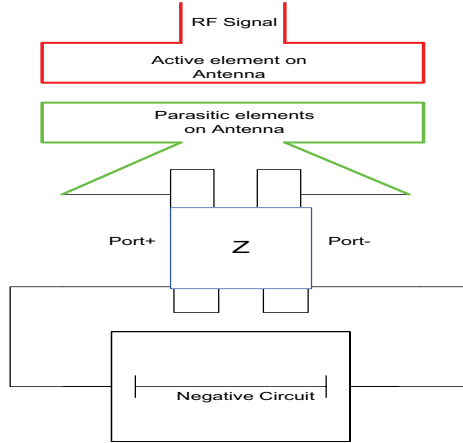 RF Signal
Active element on
Antenna
Parasitic elements
on Antenna
Port+
Z
Port-
Negative Circuit